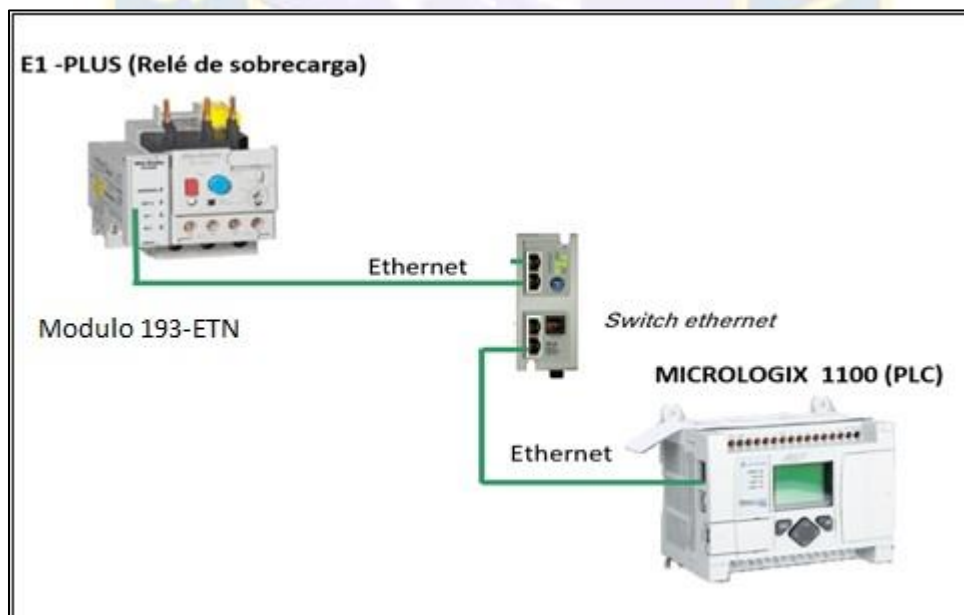 E1 -PLUS (Relé de sobrecarga)
Ethernet
Modulo 193-ETN
Switch ethernet
MICROLOGIX 1100 (PLC)
Ethernet